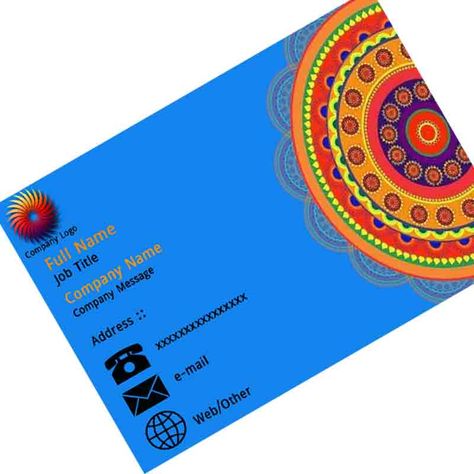 Company Logo
Full Name
Job Title
Company Name
Company Message
Address ::
xxxxxxxxxxxxxxxx
e-mail
Web/Other